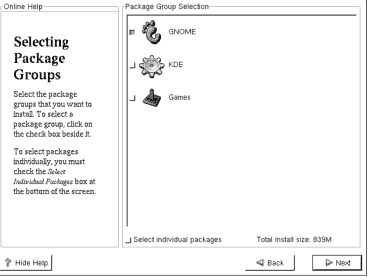 Online Help
Selecting
Package
Groups
Select the package
groups that you want to
install. To select a
package group, click on
the check box beside it.
To select packages
individually, you must
check the Select
Individual Packages box at
the bottom of the screen.
Package Group Selection
GNOME
KDE
Games
Select individual packages
Total install size: 839M
Hide Help
Back
Next